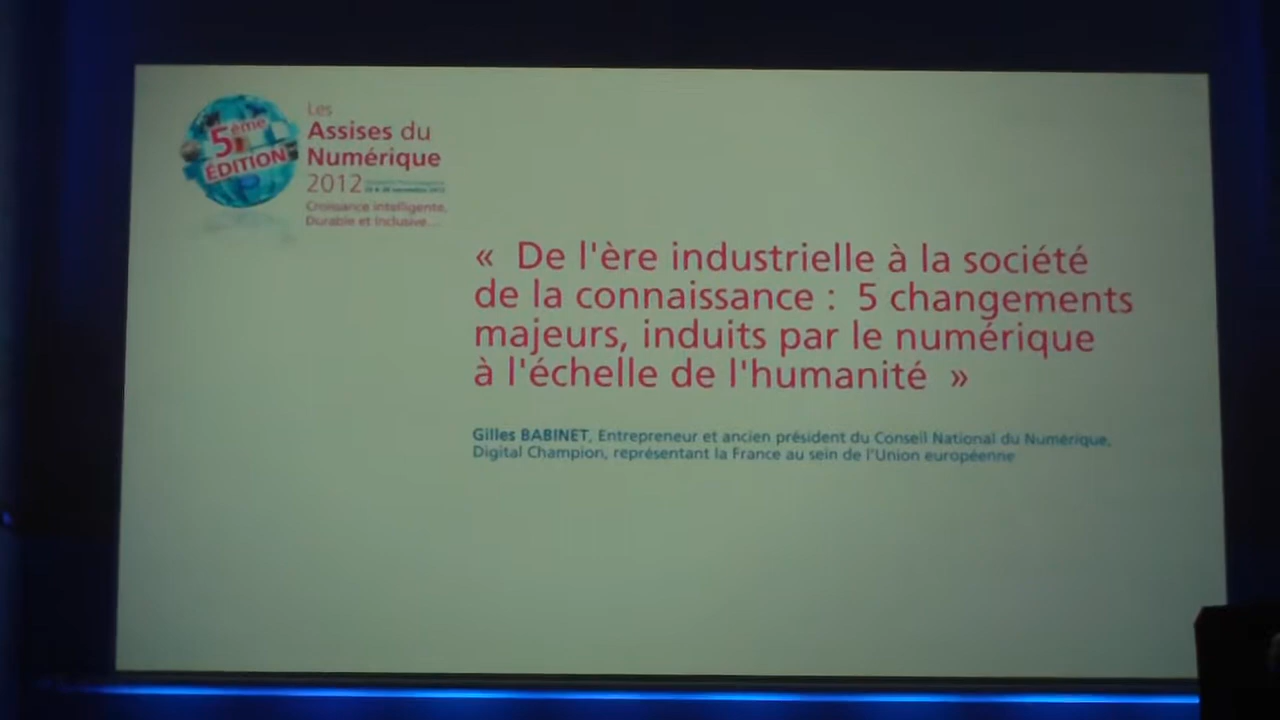 5ème
ÉDITION
Les
Assises du
Numérique
2012
Croissance intelligente,
Durable et Inclusive...
«  De l'ère industrielle à la société
de la connaissance :  5 changements
majeurs, induits par le numérique
à l'échelle de l'humanité  »
Gilles BABINET, Entrepreneur et ancien président du Conseil National du Numérique,
Digital Champion, représentant la France au sein de l'Union européenne